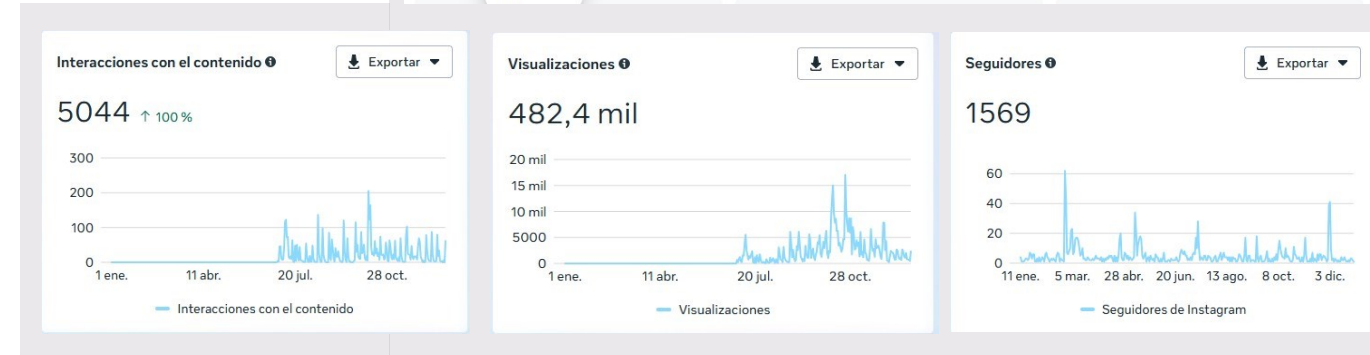 Interacciones con el contenido
Exportar
5044 ↑ 100 %
300
200
100
0
1 ene. 11 abr. 20 jul. 28 oct.
Interacciones con el contenido
Visualizaciones
Exportar
482,4 mil
20 mil
15 mil
10 mil
5000
0
1 ene. 11 abr. 20 jul. 28 oct.
Visualizaciones
Seguidores
Exportar
1569
60
40
20
0
11 ene. 5 mar. 28 abr. 20 jun. 13 ago. 8 oct. 3 dic.
Seguidores de Instagram